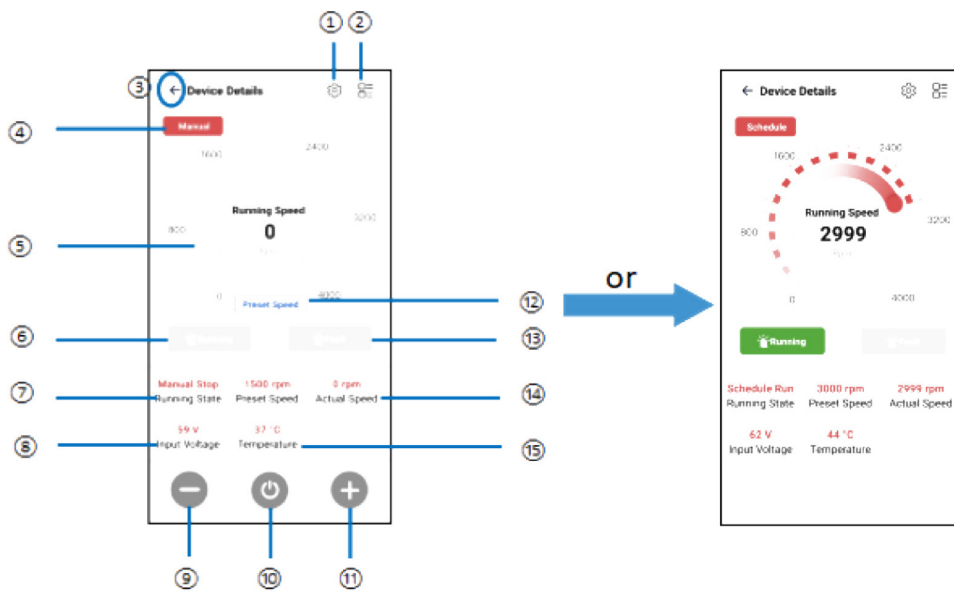 ① ②
③ ← Device Details
④ Manual
1600 2400
Running Speed
800 3200
⑤ 0
0 4000
Preset Speed ⑫
⑥ Running ⑬
Manual Stop 1500 rpm 0 rpm
⑦ Running State Preset Speed Actual Speed ⑭
59 V 37 °C
⑧ Input Voltage Temperature ⑮
⑨ ⑩ ⑪
or
← Device Details
Schedule
1600 2400
Running Speed
800 2999 3200
0 4000
Running
Schedule Run 3000 rpm 2999 rpm
Running State Preset Speed Actual Speed
62 V 44 °C
Input Voltage Temperature